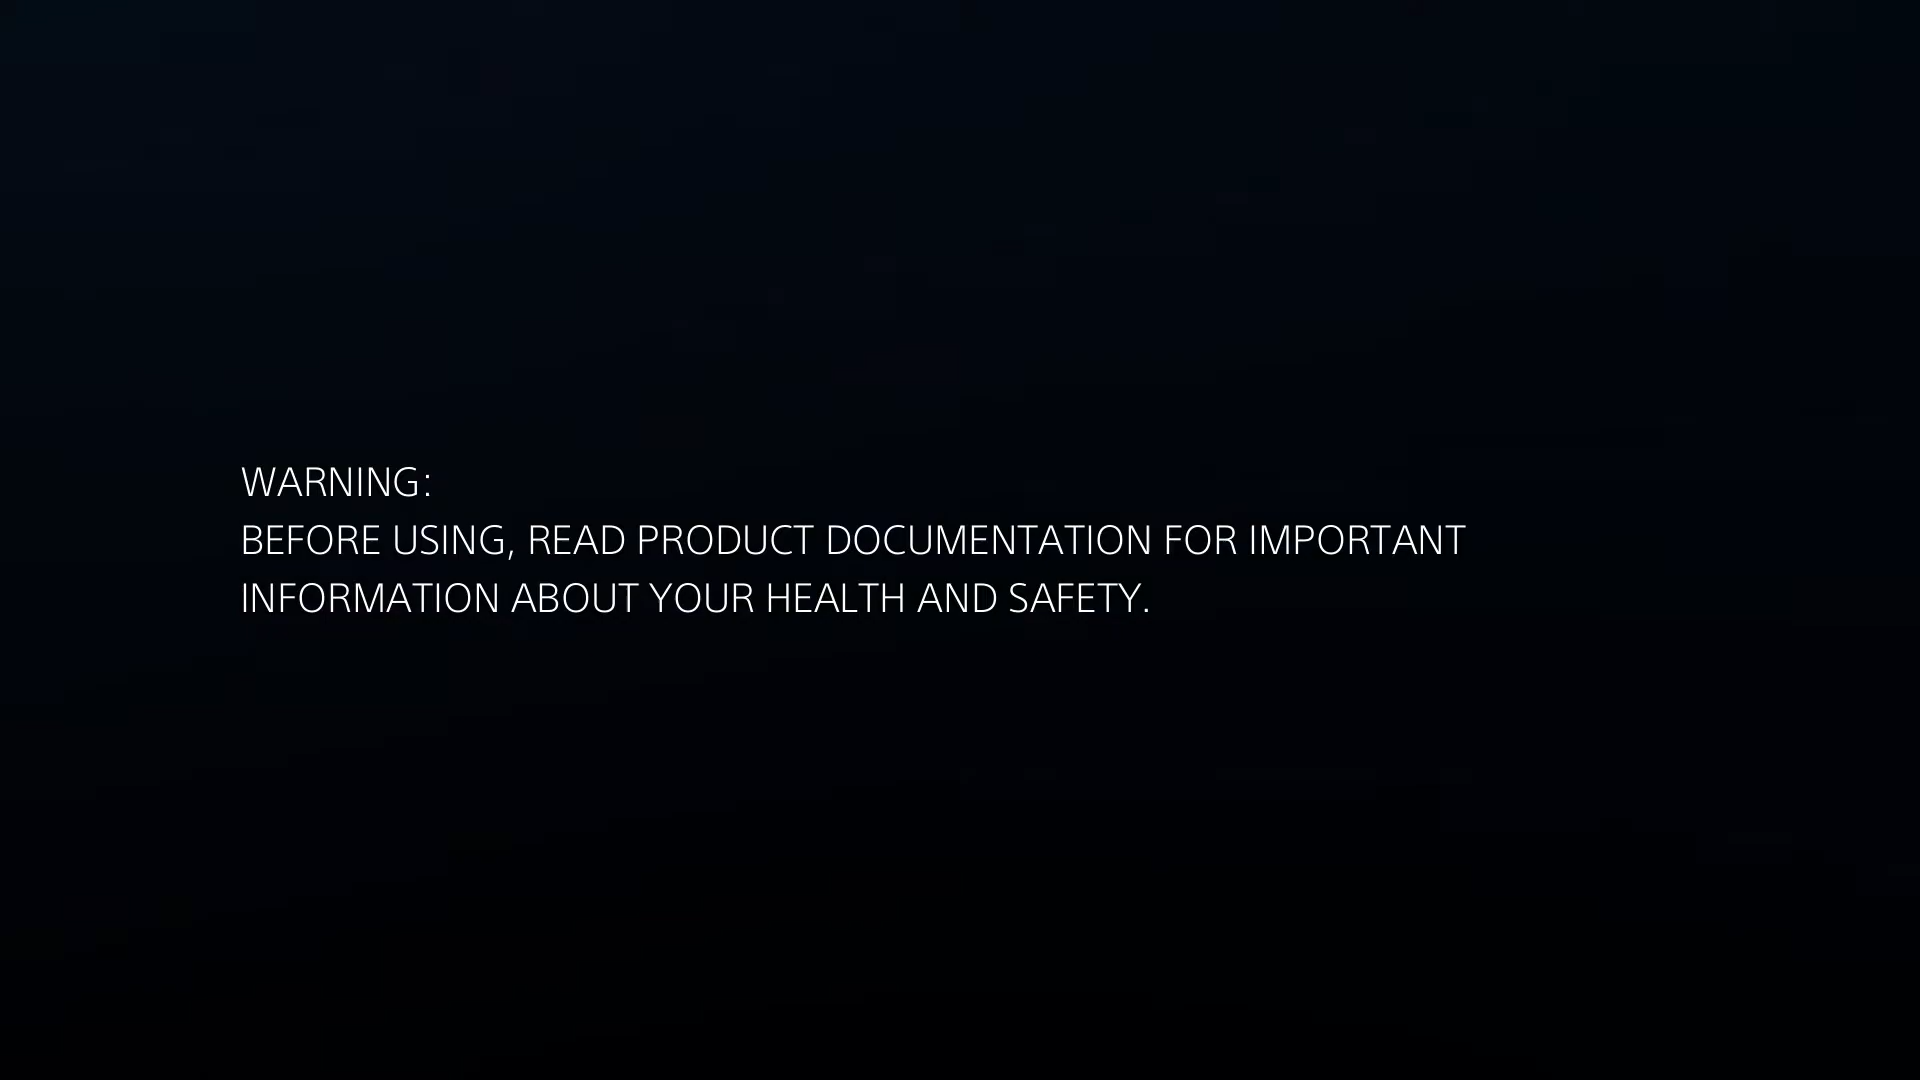 WARNING:
BEFORE USING, READ PRODUCT DOCUMENTATION FOR IMPORTANT
INFORMATION ABOUT YOUR HEALTH AND SAFETY.